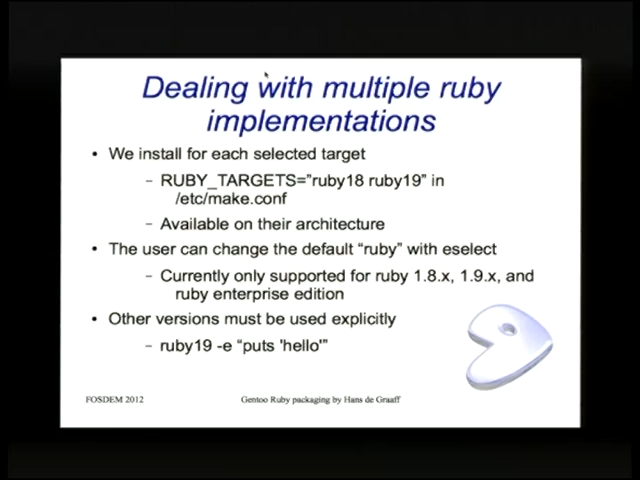 Dealing with multiple ruby
implementations
• We install for each selected target
– RUBY_TARGETS=”ruby18 ruby19” in
/etc/make.conf
– Available on their architecture
• The user can change the default “ruby” with eselect
– Currently only supported for ruby 1.8.x, 1.9.x, and
ruby enterprise edition
• Other versions must be used explicitly
– ruby19 -e “puts 'hello'”
FOSDEM 2012 Gentoo Ruby packaging by Hans de Graaff